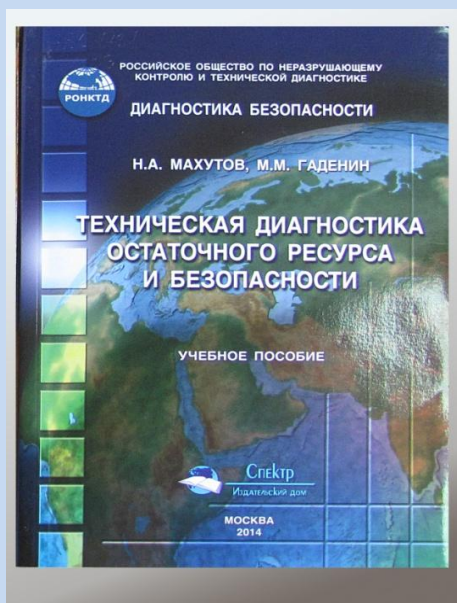 РОССИЙСКОЕ ОБЩЕСТВО ПО НЕРАЗРУШАЮЩЕМУ
КОНТРОЛЮ И ТЕХНИЧЕСКОЙ ДИАГНОСТИКЕ
РОНКТД
ДИАГНОСТИКА БЕЗОПАСНОСТИ
Н.А. МАХУТОВ, М.М. ГАДЕНИН
ТЕХНИЧЕСКАЯ ДИАГНОСТИКА
ОСТАТОЧНОГО РЕСУРСА
И БЕЗОПАСНОСТИ
УЧЕБНОЕ ПОСОБИЕ
Спектр
Издательский дом
МОСКВА
2014